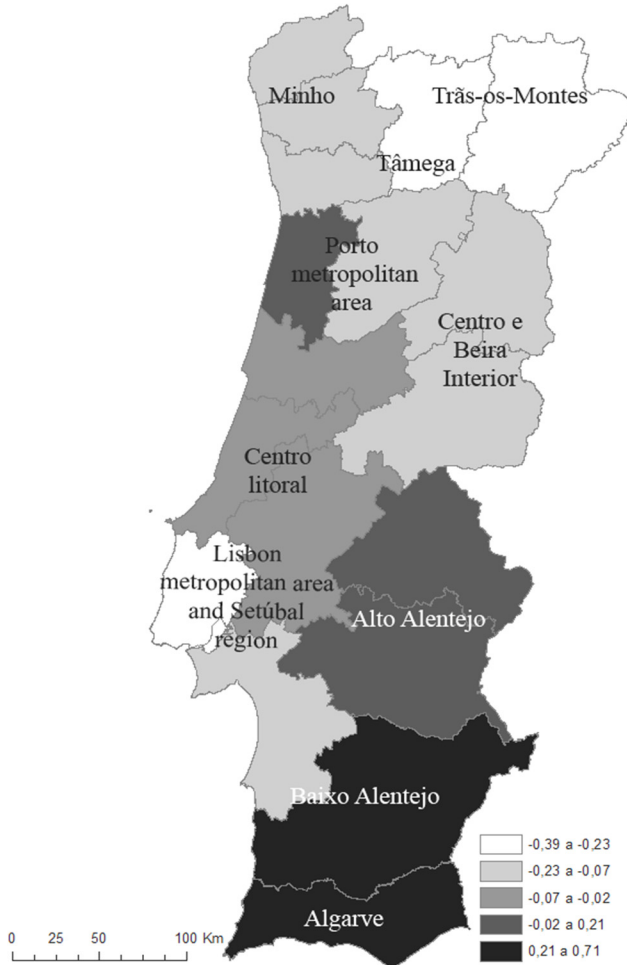 Minho
Trãs-os-Montes
Tâmega
Porto
metropolitan
area
Centro e
Beira
Interior
Centro
litoral
Lisbon
metropolitan area
and Setúbal
region
Alto Alentejo
Baixo Alentejo
Algarve
-0,39 a -0,23
-0,23 a -0,07
-0,07 a -0,02
-0,02 a 0,21
0,21 a 0,71
0 25 50 100 Km